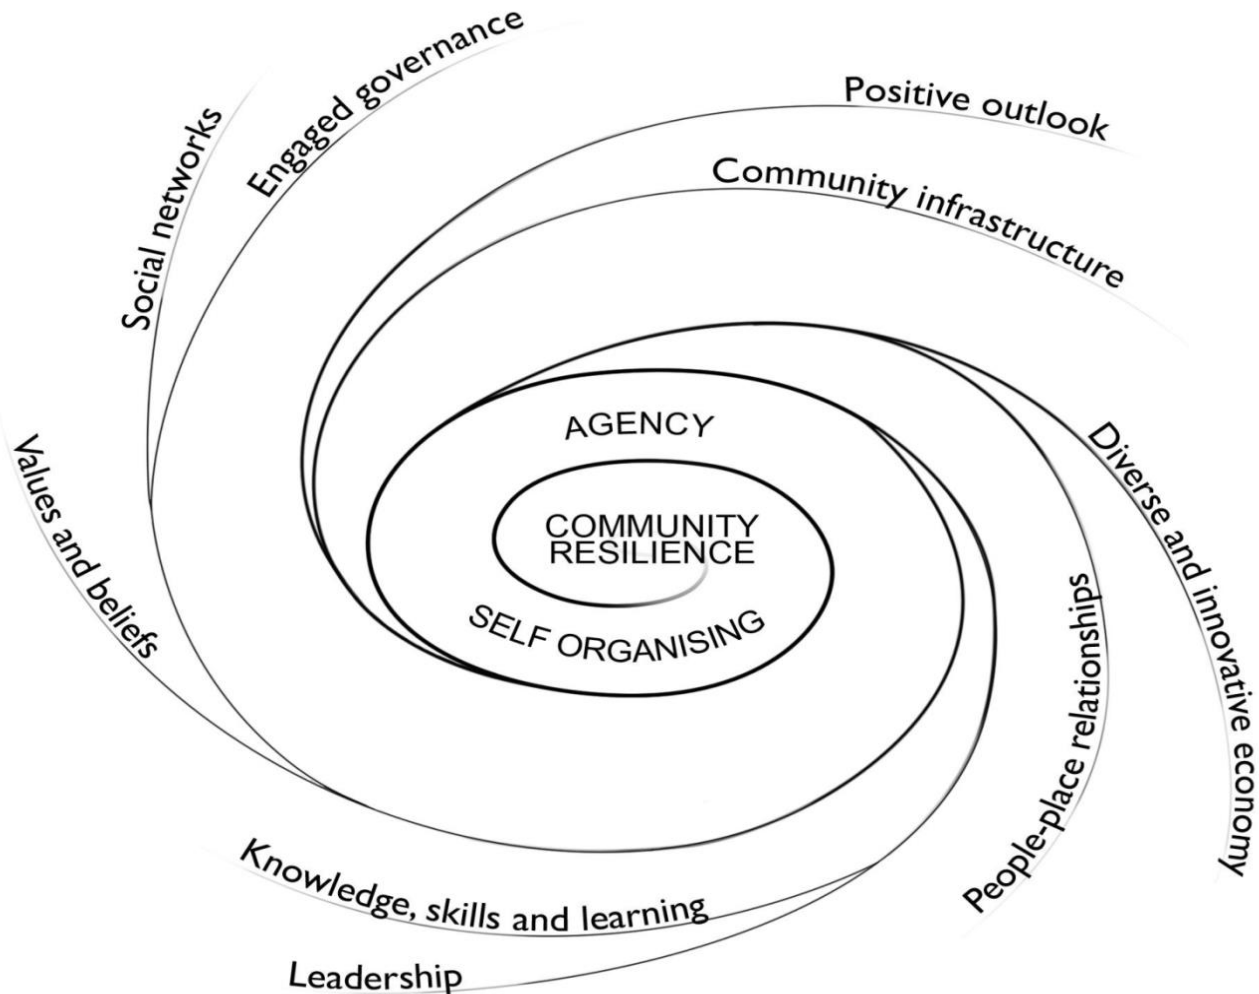 Engaged governance
Social networks
Positive outlook
Community infrastructure
Values and beliefs
AGENCY
COMMUNITY
RESILIENCE
SELF ORGANISING
Diverse and innovative economy
People-place relationships
Knowledge, skills and learning
Leadership